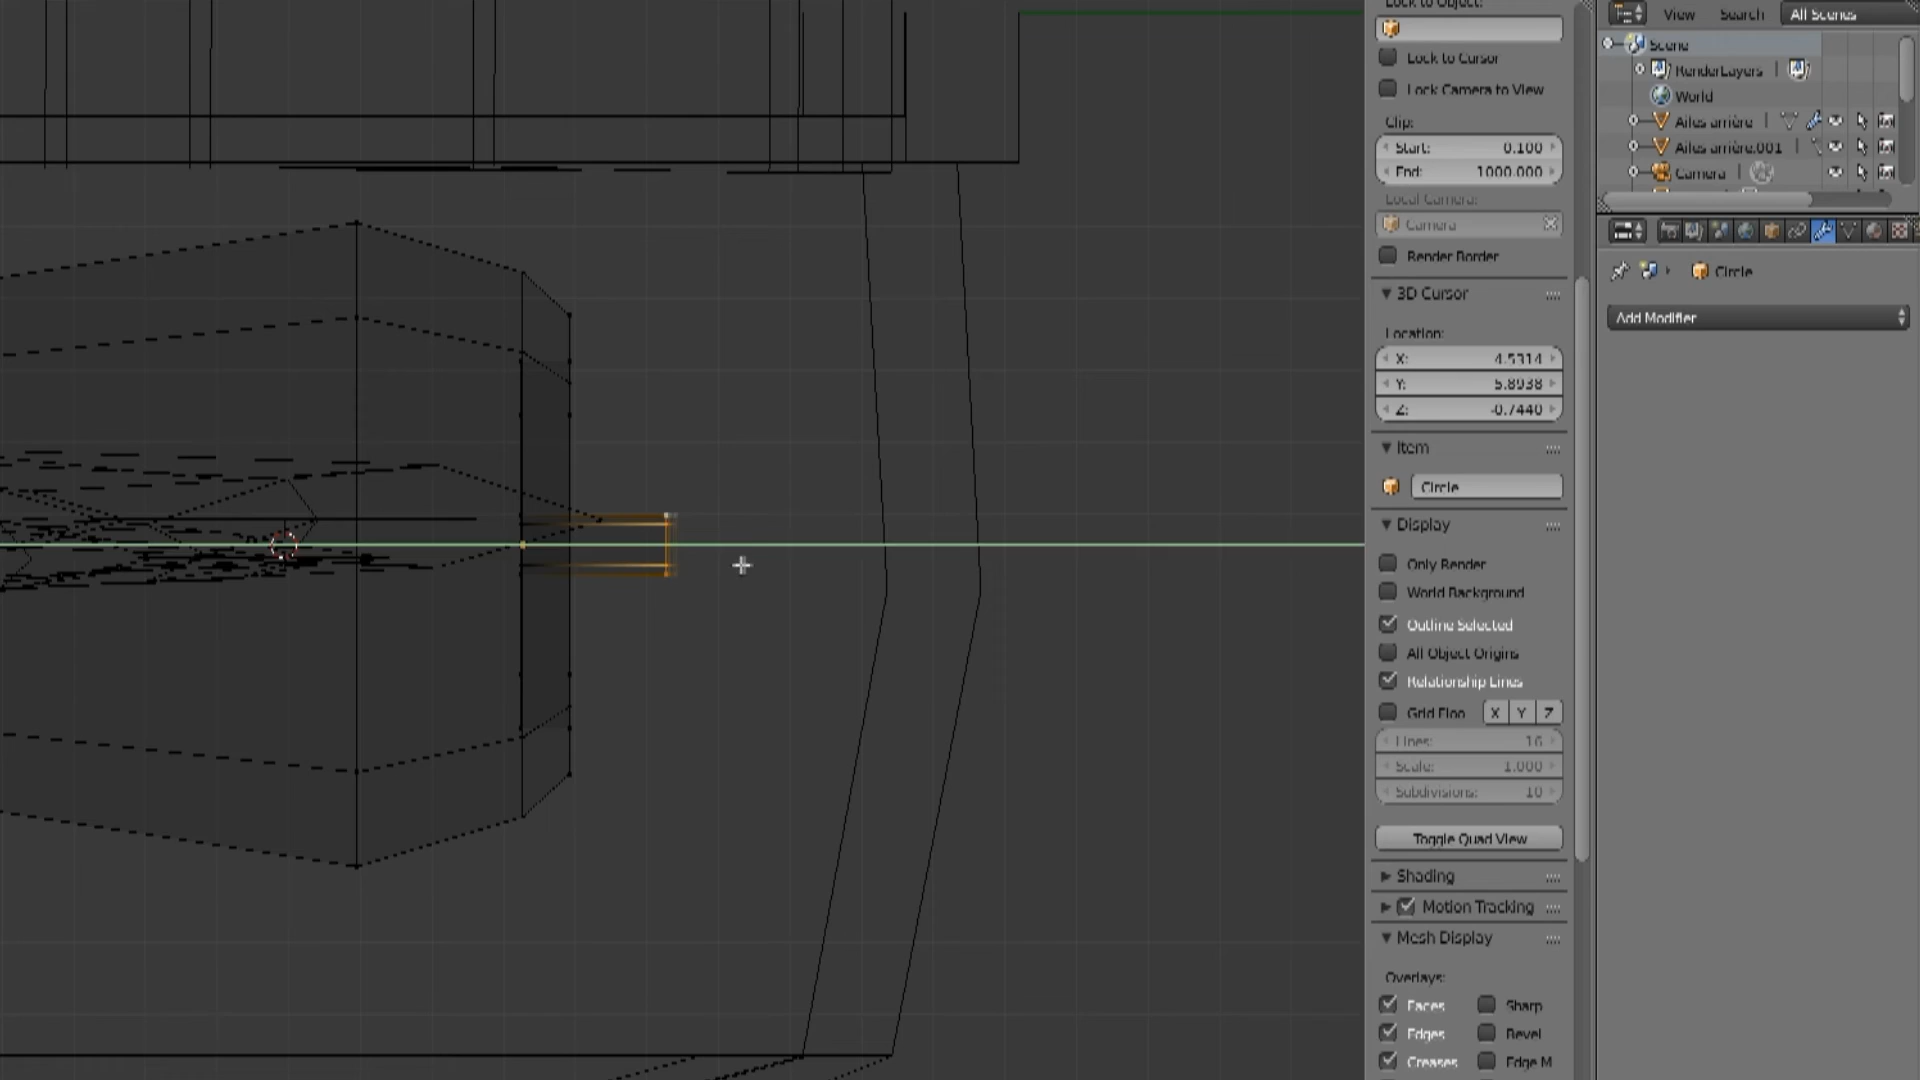 Lock to Object:
Lock to Cursor
Lock Camera to View
Clip:
Start: 0.100
End: 1000.000
Local Camera:
Camera
Render Border
3D Cursor
Location:
X: 4.5314
Y: 5.8938
Z: -0.7440
Item
Circle
Display
Only Render
World Background
Outline Selected
All Object Origins
Relationship Lines
Grid Floo X Y Z
Lines: 16
Scale: 1.000
Subdivisions: 10
Toggle Quad View
Shading
Motion Tracking
Mesh Display
Overlays:
Faces Sharp
Edges Bevel
Creases Edge M
View Search All Scenes
Scene
RenderLayers
World
Ailes arrière
Ailes arrière.001
Camera
Circle
Add Modifier